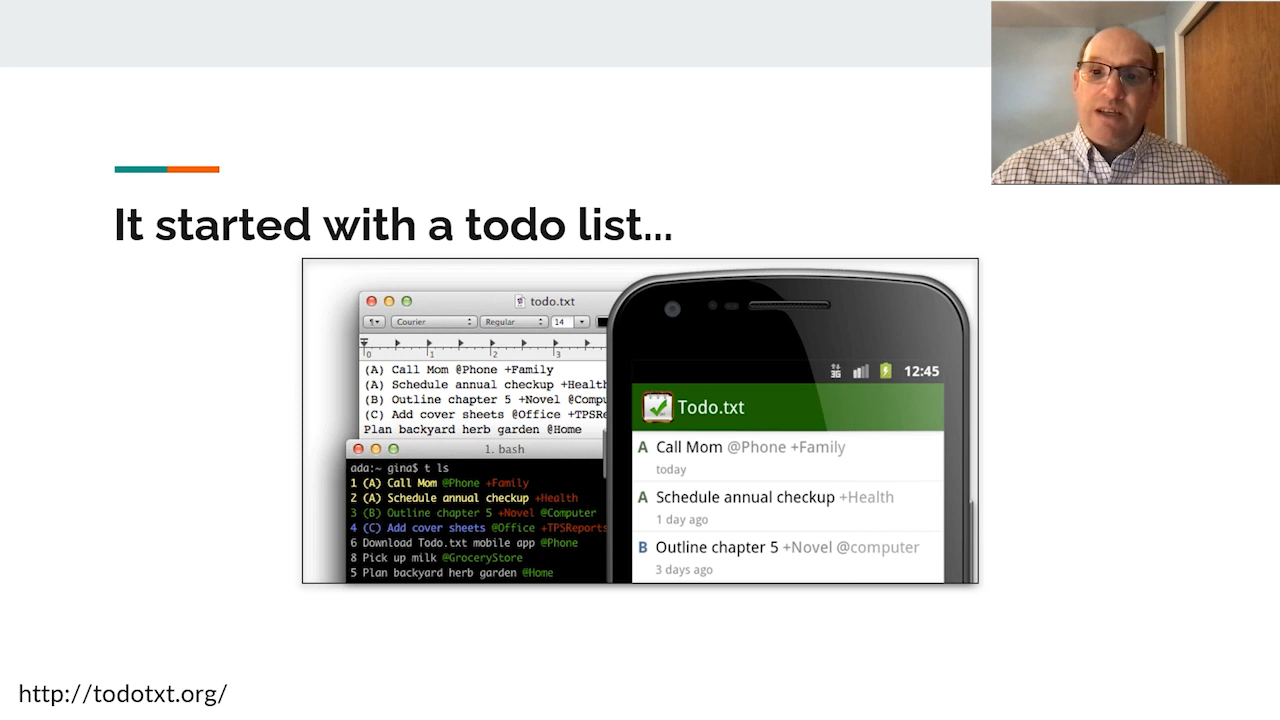 It started with a todo list...
todo.txt
Courier
Regular
14
0 1 2 3
(A) Call Mom @Phone +Family
(A) Schedule annual checkup +Health
(B) Outline chapter 5 +Novel @Compu
(C) Add cover sheets @Office +TPSRe
Plan backyard herb garden @Home
1. bash
ada:~ gina$ t ls
1 (A) Call Mom @Phone +Family
2 (A) Schedule annual checkup +Health
3 (B) Outline chapter 5 +Novel @Computer
4 (C) Add cover sheets @Office +TPSReports
6 Download Todo.txt mobile app @Phone
8 Pick up milk @GroceryStore
5 Plan backyard herb garden @Home
3G 12:45
Todo.txt
A Call Mom @Phone +Family
today
A Schedule annual checkup +Health
1 day ago
B Outline chapter 5 +Novel @computer
3 days ago
http://todotxt.org/